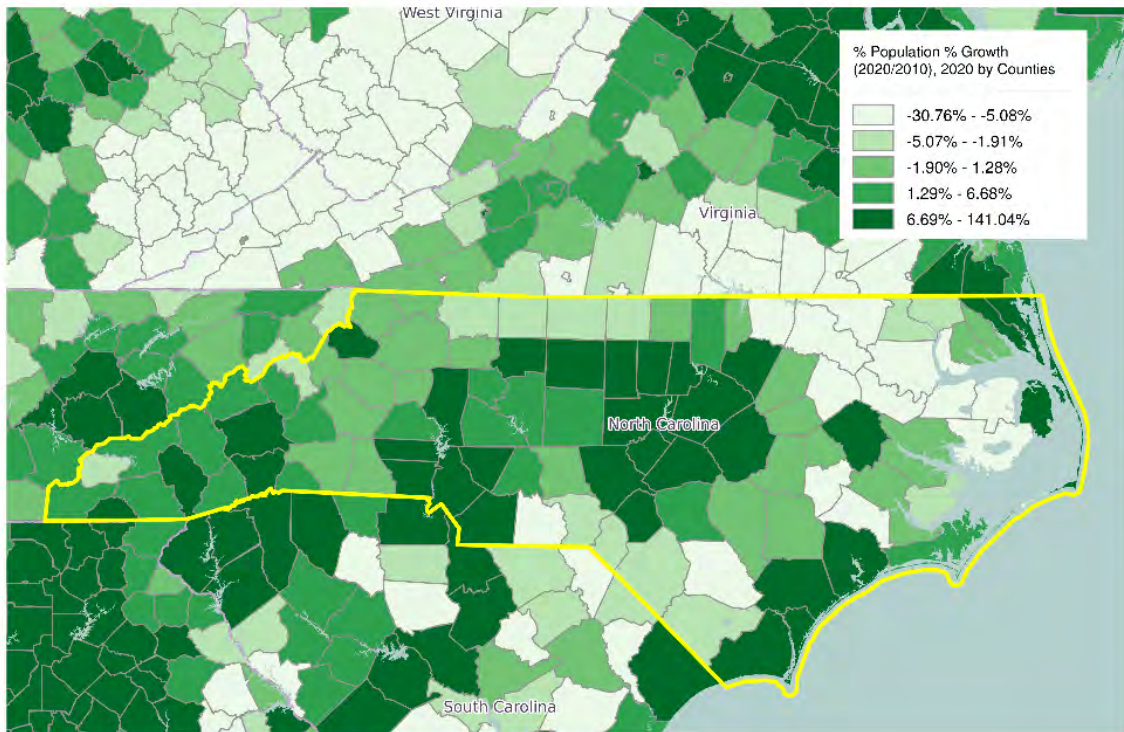 West Virginia
% Population % Growth
(2020/2010), 2020 by Counties
-30.76% - -5.08%
-5.07% - -1.91%
-1.90% - 1.28%
1.29% - 6.68%
6.69% - 141.04%
Virginia
North Carolina
South Carolina